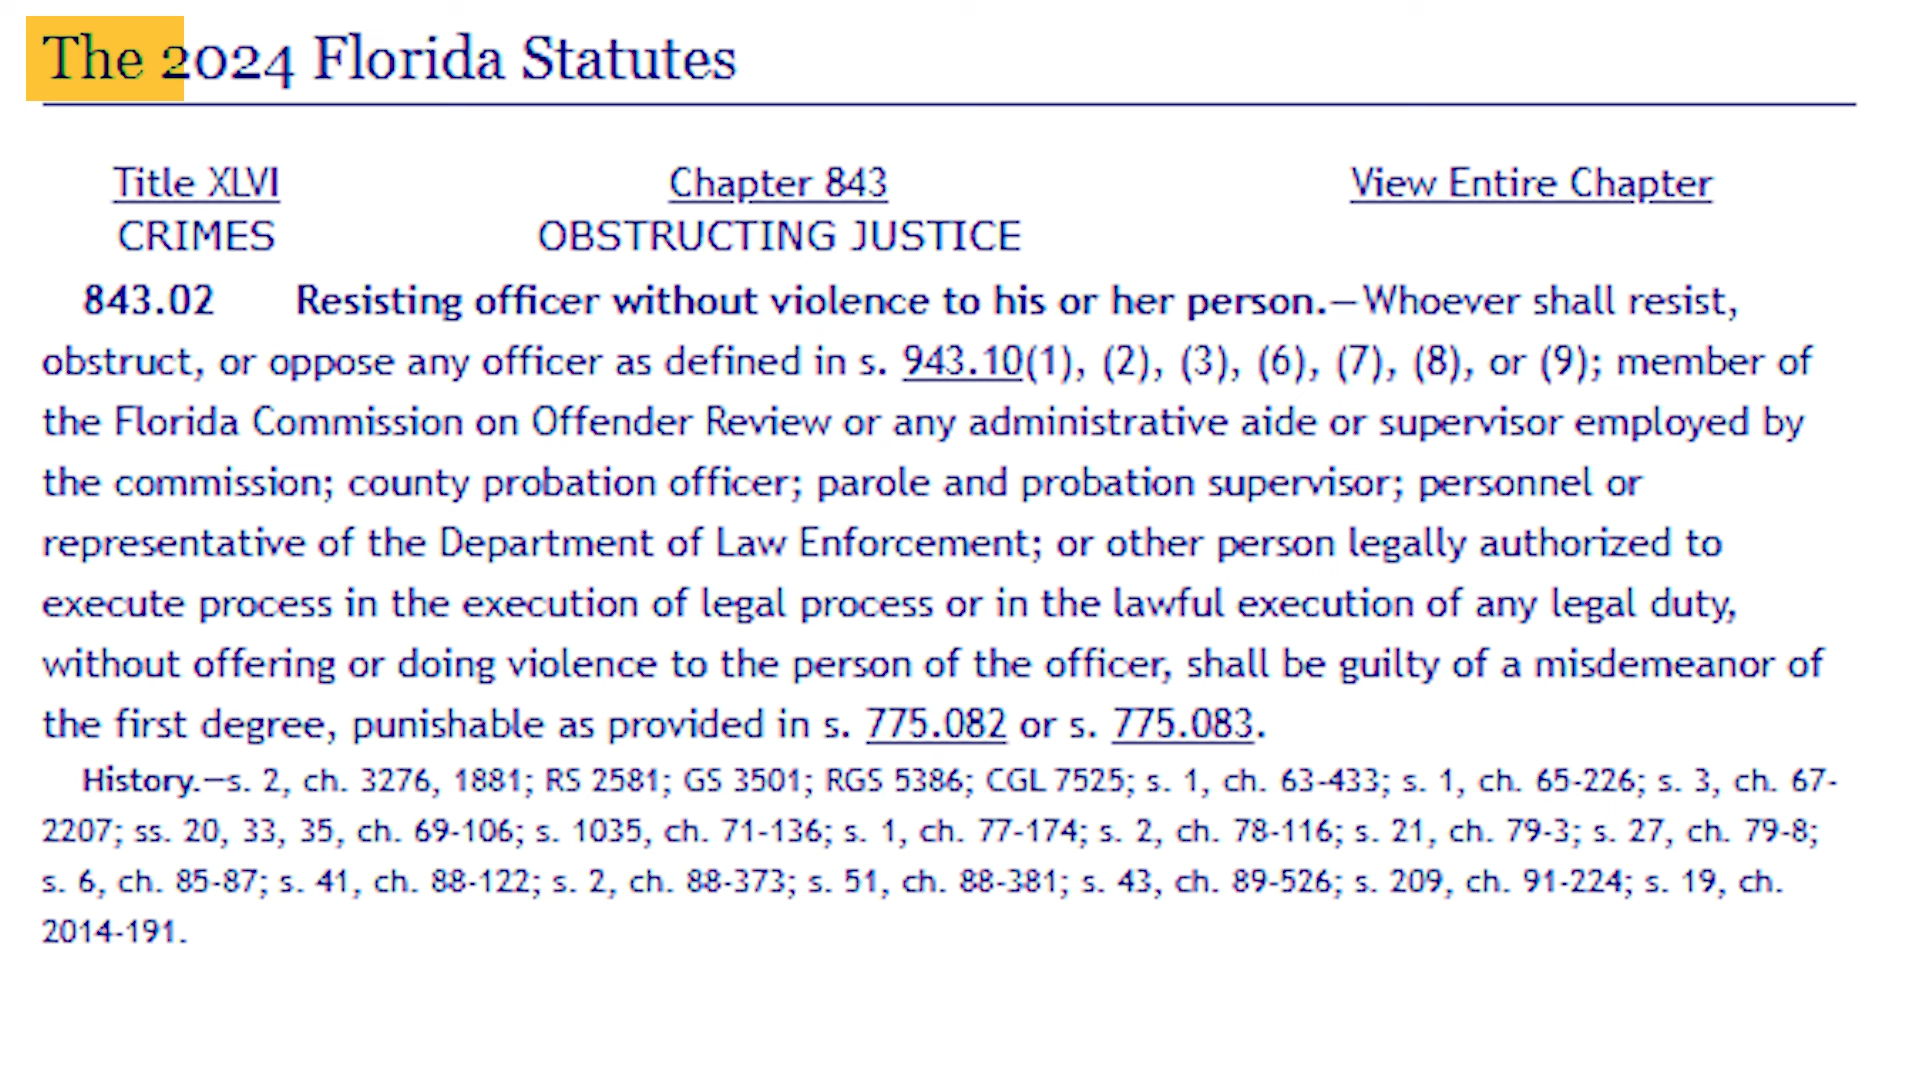 The 2024 Florida Statutes
Title XLVI Chapter 843 View Entire Chapter
CRIMES OBSTRUCTING JUSTICE
843.02 Resisting officer without violence to his or her person.—Whoever shall resist,
obstruct, or oppose any officer as defined in s. 943.10(1), (2), (3), (6), (7), (8), or (9); member of
the Florida Commission on Offender Review or any administrative aide or supervisor employed by
the commission; county probation officer; parole and probation supervisor; personnel or
representative of the Department of Law Enforcement; or other person legally authorized to
execute process in the execution of legal process or in the lawful execution of any legal duty,
without offering or doing violence to the person of the officer, shall be guilty of a misdemeanor of
the first degree, punishable as provided in s. 775.082 or s. 775.083.
History.—s. 2, ch. 3276, 1881; RS 2581; GS 3501; RGS 5386; CGL 7525; s. 1, ch. 63-433; s. 1, ch. 65-226; s. 3, ch. 67-
2207; ss. 20, 33, 35, ch. 69-106; s. 1035, ch. 71-136; s. 1, ch. 77-174; s. 2, ch. 78-116; s. 21, ch. 79-3; s. 27, ch. 79-8;
s. 6, ch. 85-87; s. 41, ch. 88-122; s. 2, ch. 88-373; s. 51, ch. 88-381; s. 43, ch. 89-526; s. 209, ch. 91-224; s. 19, ch.
2014-191.